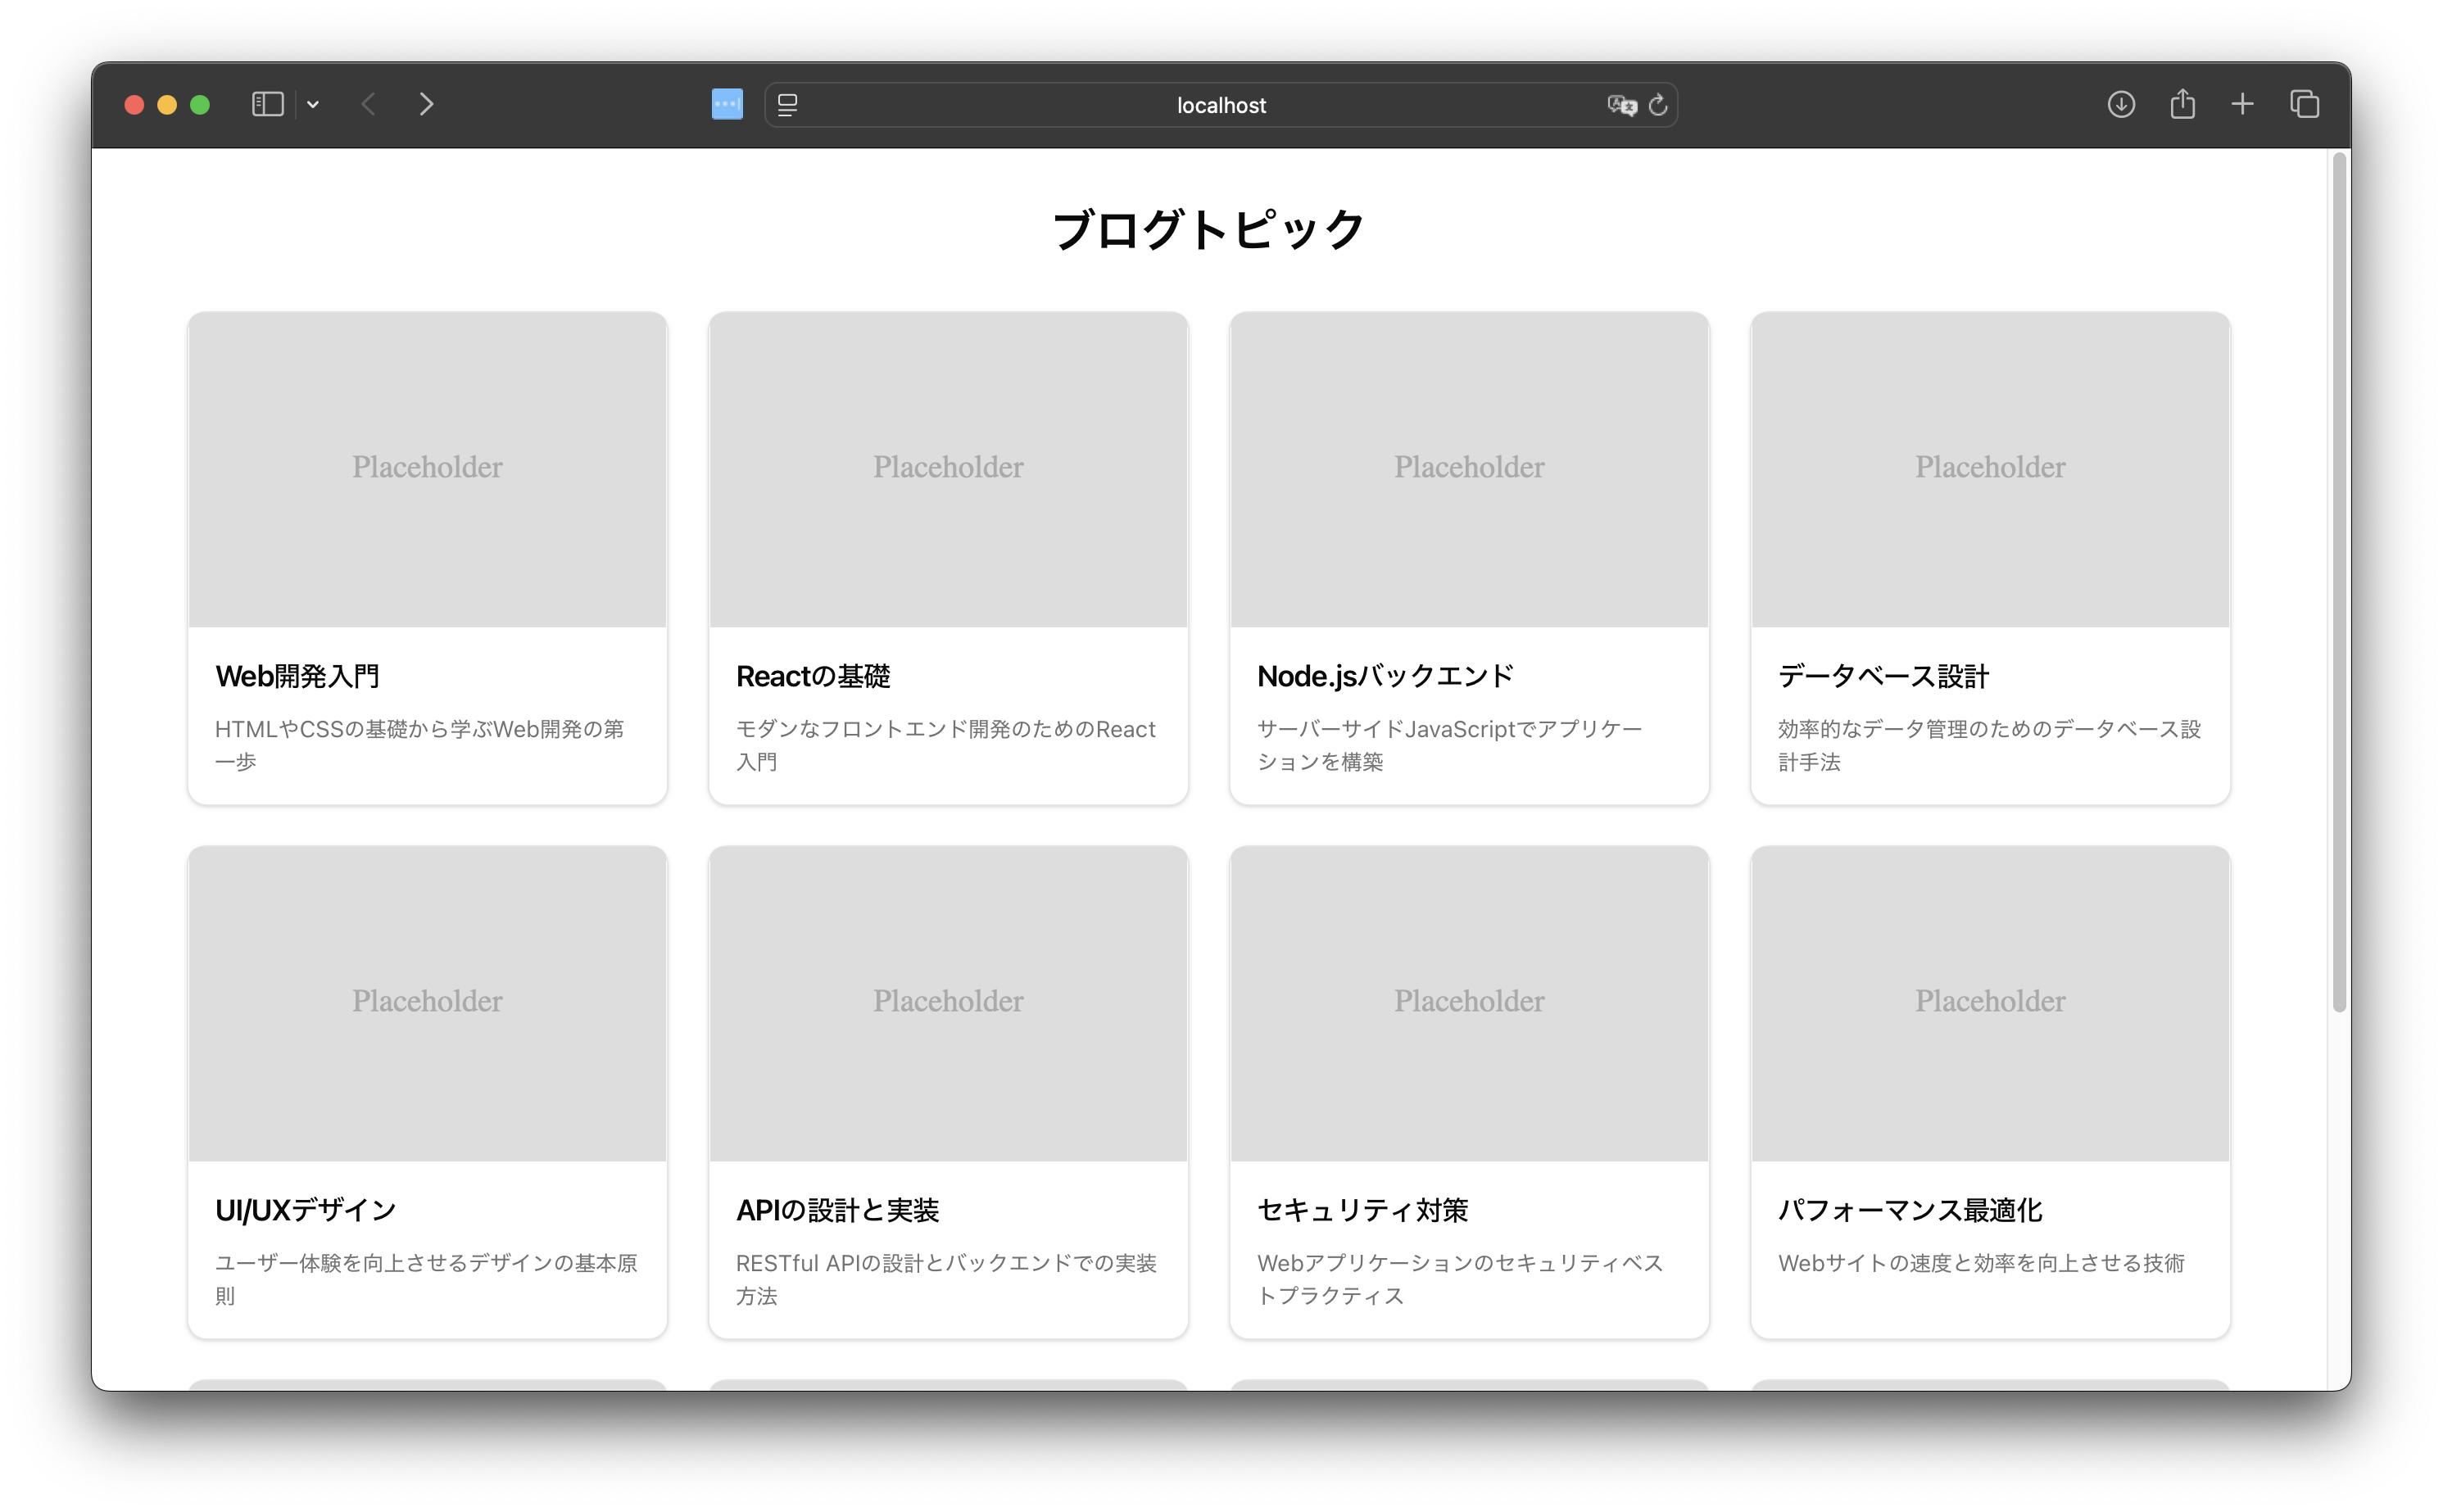 localhost
ブログトピック
Placeholder
Placeholder
Placeholder
Placeholder
Web開発入門
HTMLやCSSの基礎から学ぶWeb開発の第
一歩
Reactの基礎
モダンなフロントエンド開発のためのReact
入門
Node.jsバックエンド
サーバーサイドJavaScriptでアプリケー
ションを構築
データベース設計
効率的なデータ管理のためのデータベース設
計手法
Placeholder
Placeholder
Placeholder
Placeholder
UI/UXデザイン
ユーザー体験を向上させるデザインの基本原
則
APIの設計と実装
RESTful APIの設計とバックエンドでの実装
方法
セキュリティ対策
Webアプリケーションのセキュリティベス
トプラクティス
パフォーマンス最適化
Webサイトの速度と効率を向上させる技術